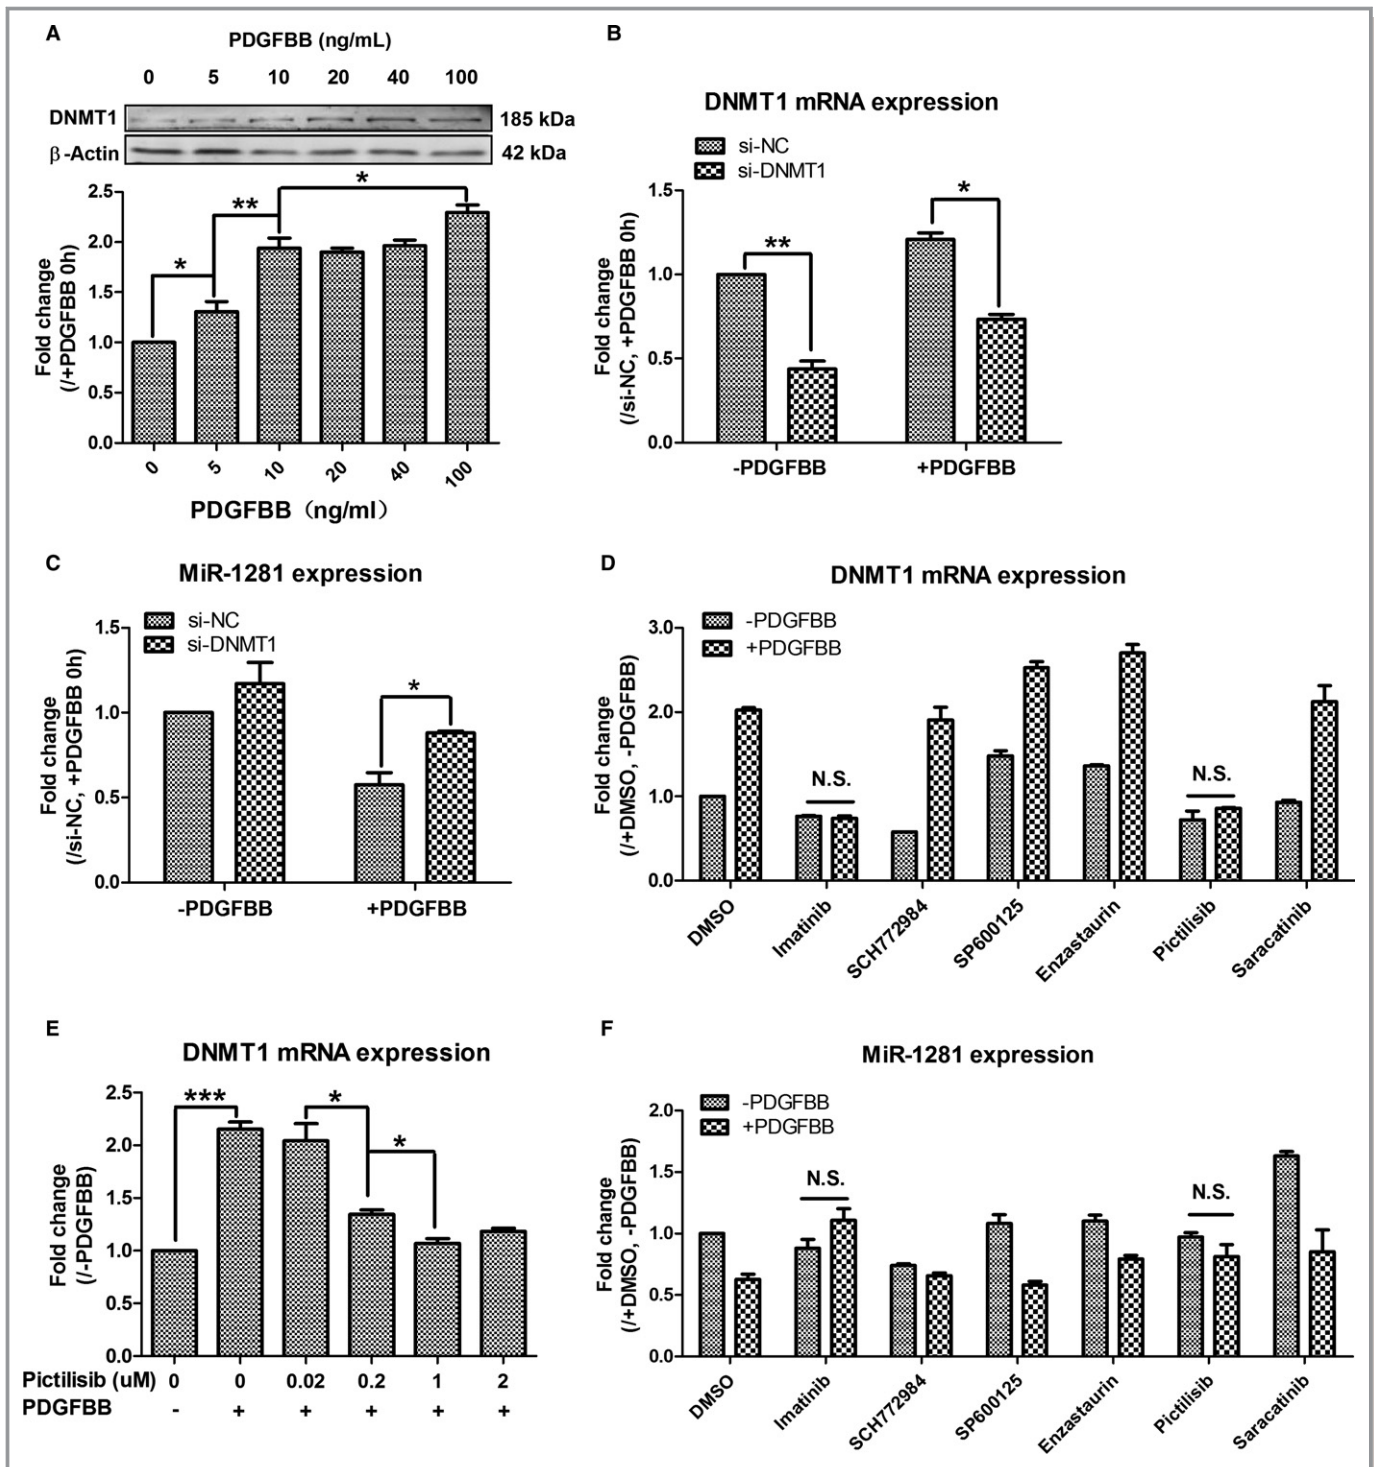 A
PDGFBB (ng/mL)
0 5 10 20 40 100
DNMT1
185 kDa
β-Actin
42 kDa
Fold change
(/+PDGFBB 0h)
2.5
2.0
1.5
1.0
0.5
0.0
*
**
*
0 5 10 20 40 100
PDGFBB（ng/ml）
B
DNMT1 mRNA expression
si-NC
si-DNMT1
Fold change
(/si-NC, +PDGFBB 0h)
1.5
1.0
0.5
0.0
**
*
-PDGFBB +PDGFBB
C
MiR-1281 expression
si-NC
si-DNMT1
Fold change
(/si-NC, +PDGFBB 0h)
1.5
1.0
0.5
0.0
*
-PDGFBB +PDGFBB
D
DNMT1 mRNA expression
-PDGFBB
+PDGFBB
Fold change
(/+DMSO, -PDGFBB)
3.0
2.0
1.0
0.0
N.S.
N.S.
DMSO Imatinib SCH772984 SP600125 Enzastaurin Pictilisib Saracatinib
E
DNMT1 mRNA expression
Fold change
(/-PDGFBB)
2.5
2.0
1.5
1.0
0.5
0.0
***
*
*
Pictilisib (uM) 0 0 0.02 0.2 1 2
PDGFBB - + + + + +
F
MiR-1281 expression
-PDGFBB
+PDGFBB
Fold change
(/+DMSO, -PDGFBB)
2.0
1.5
1.0
0.5
0.0
N.S.
N.S.
DMSO Imatinib SCH772984 SP600125 Enzastaurin Pictilisib Saracatinib